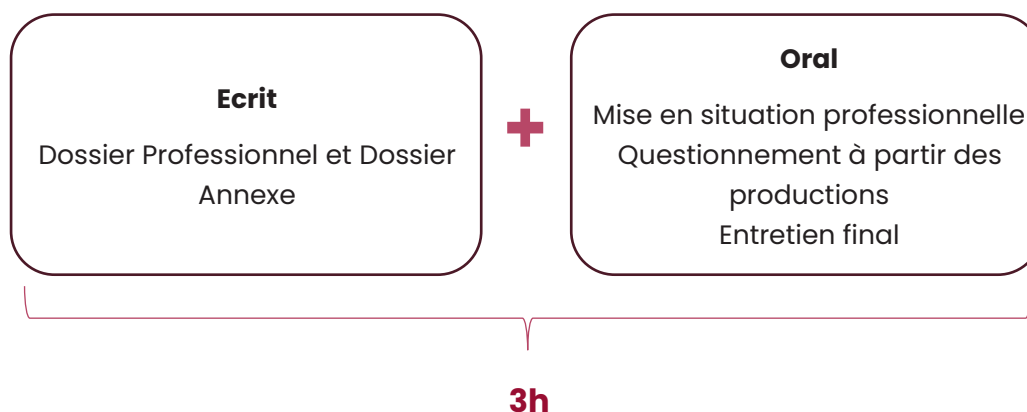 Ecrit
Dossier Professionnel et Dossier
Annexe
+
Oral
Mise en situation professionnelle
Questionnement à partir des
productions
Entretien final
3h